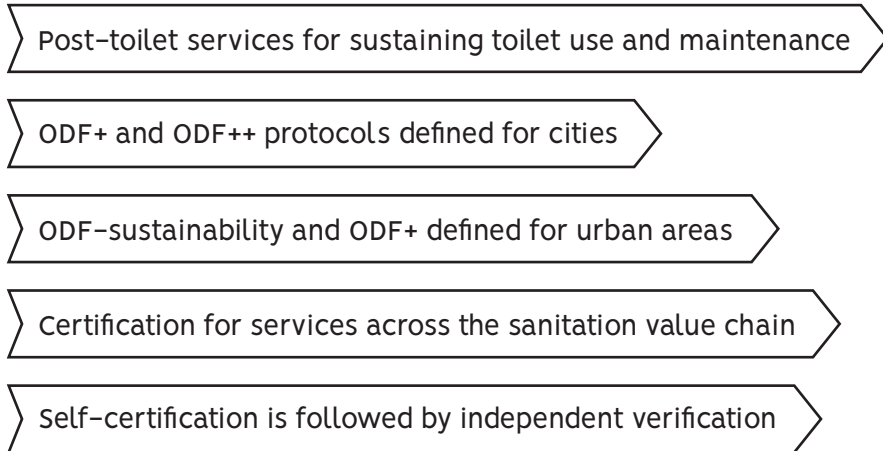 Post-toilet services for sustaining toilet use and maintenance
ODF+ and ODF++ protocols defined for cities
ODF-sustainability and ODF+ defined for urban areas
Certification for services across the sanitation value chain
Self-certification is followed by independent verification